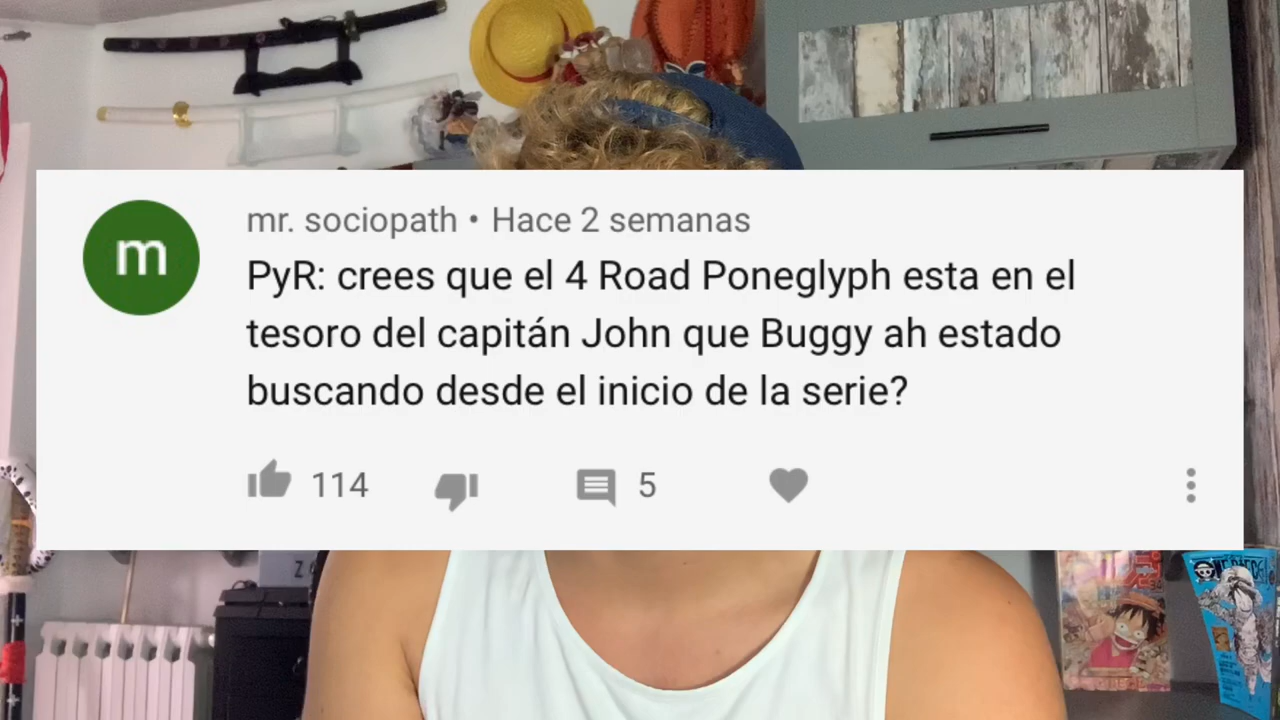 mr. sociopath • Hace 2 semanas
PyR: crees que el 4 Road Poneglyph esta en el
tesoro del capitán John que Buggy ah estado
buscando desde el inicio de la serie?
114
5
m
Z